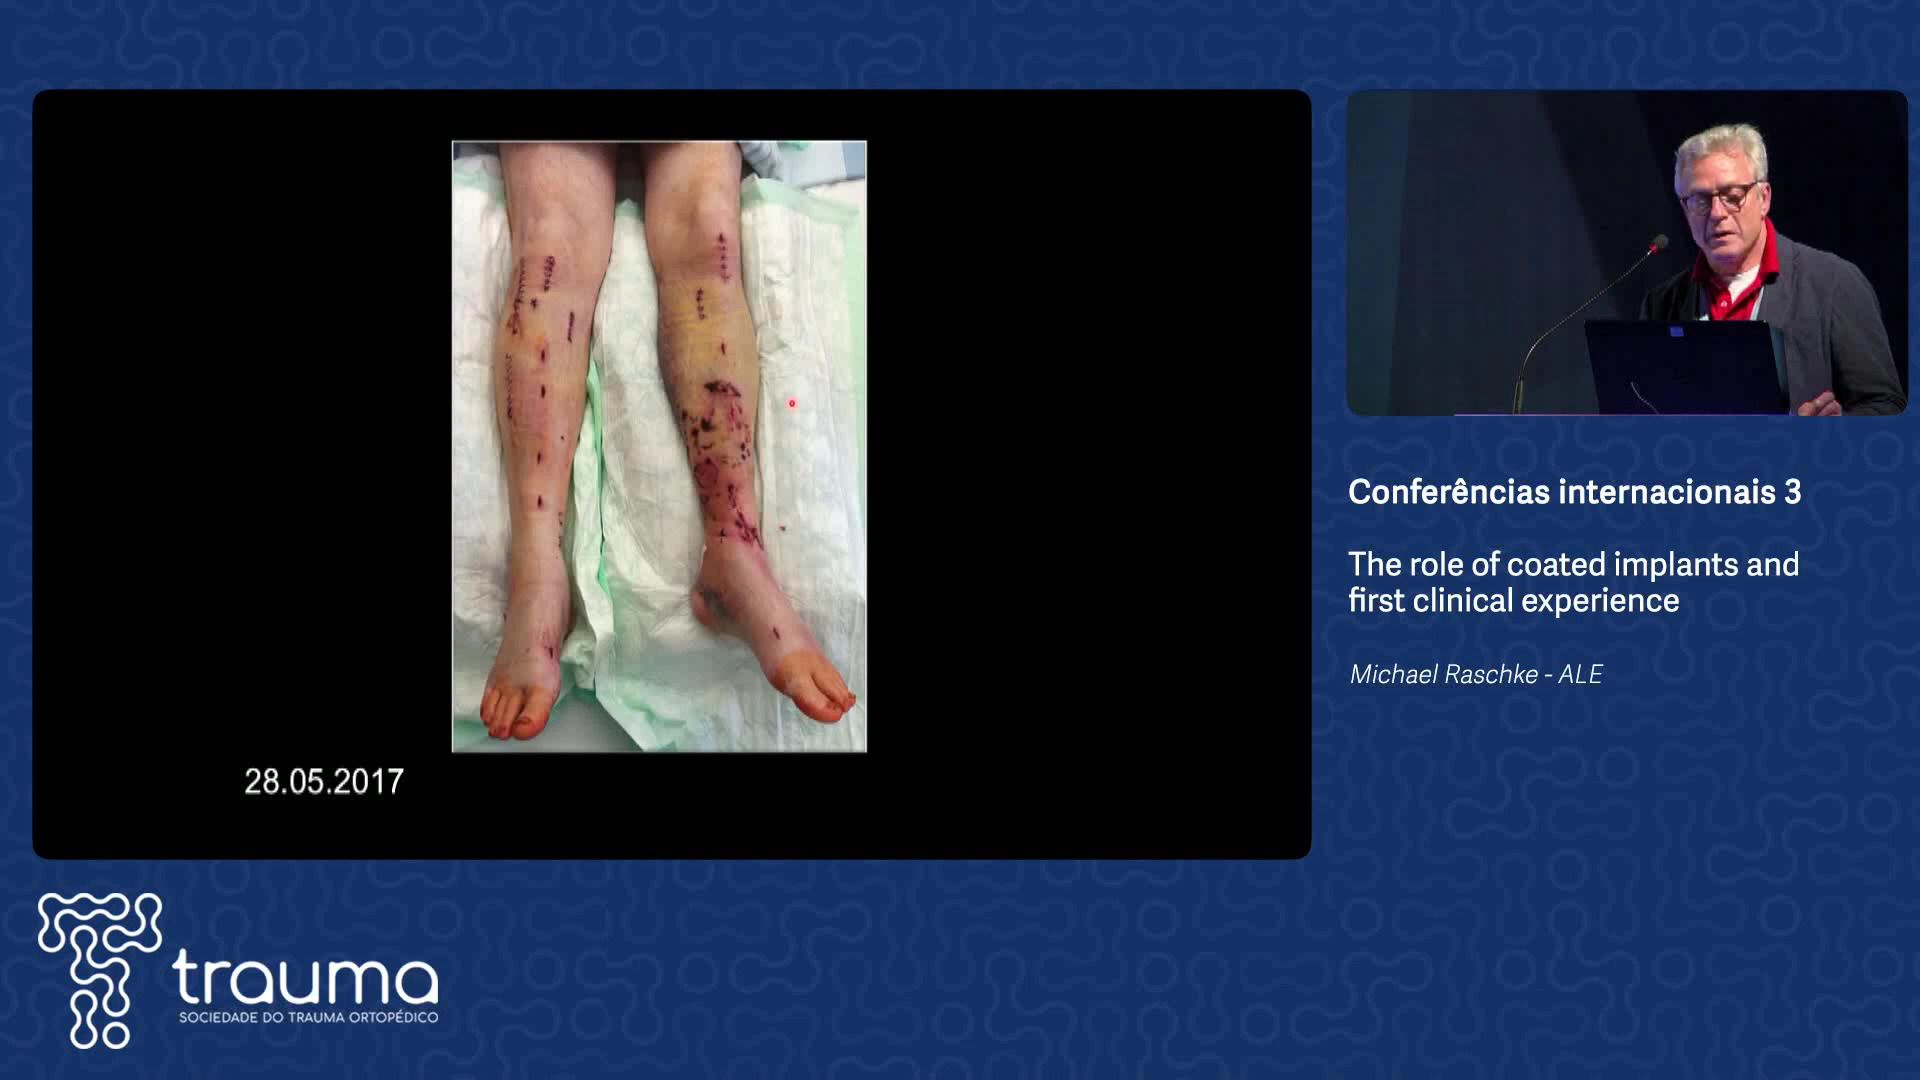 28.05.2017
Conferências internacionais 3
The role of coated implants and
first clinical experience
Michael Raschke - ALE
trauma
SOCIEDADE DO TRAUMA ORTOPÉDICO